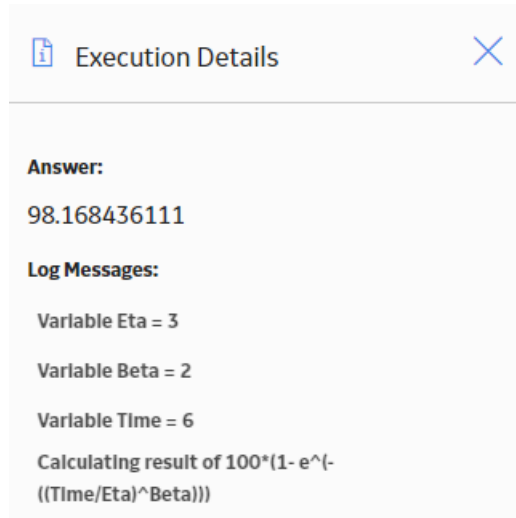 Execution Details
Answer:
98.168436111
Log Messages:
Variable Eta = 3
Variable Beta = 2
Variable Time = 6
Calculating result of 100*(1- e^(-
((Time/Eta)^Beta)))